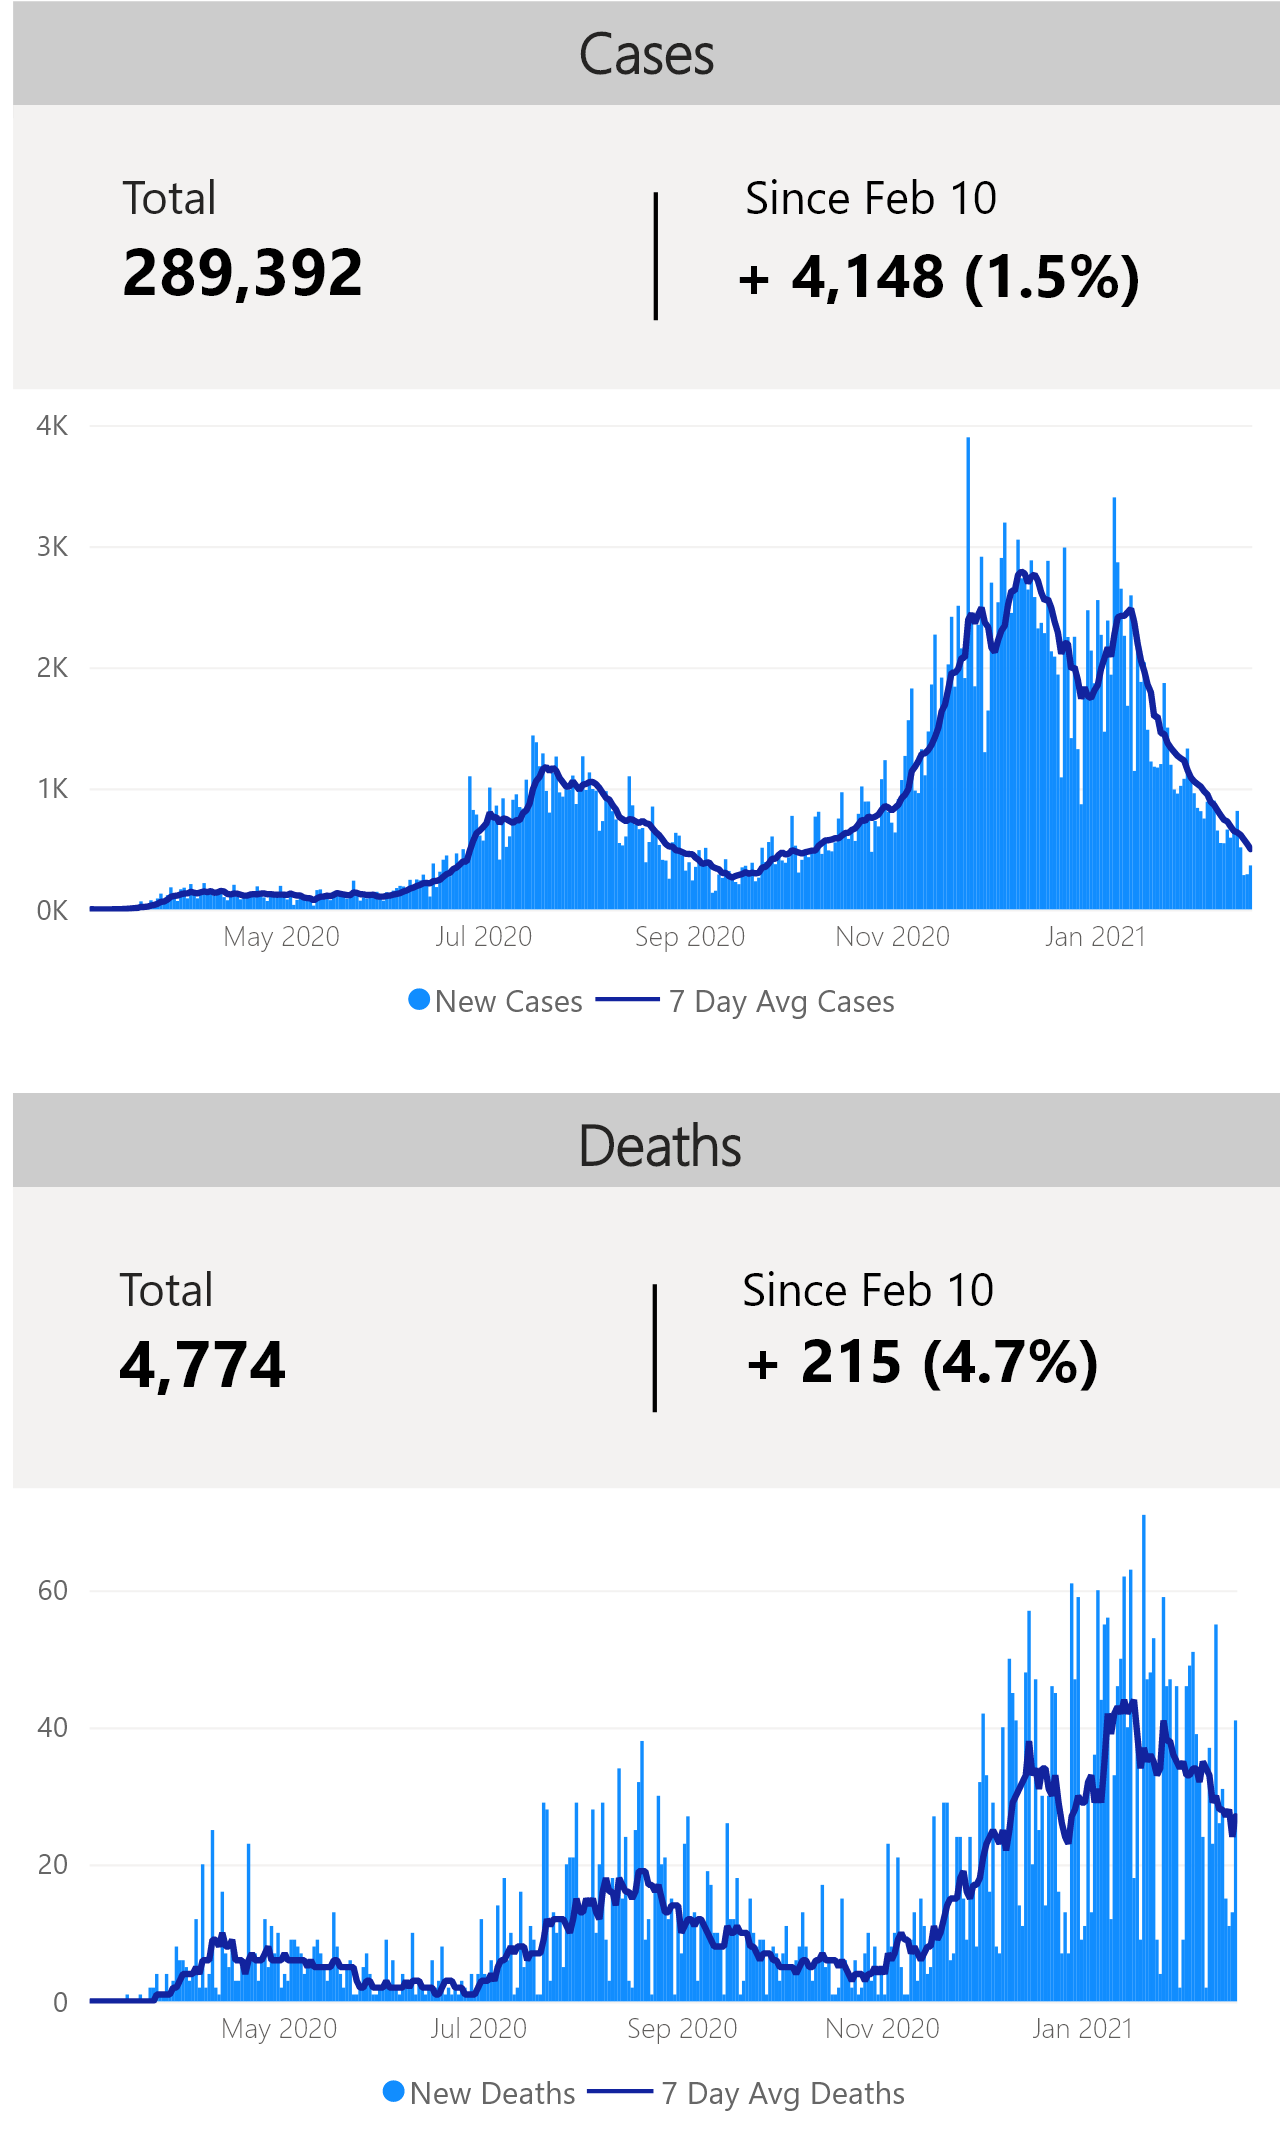 Cases
Total
Since Feb 10
289,392
+ 4,148 (1.5%)
4K
3K
2K
1K
0K
May 2020
Jul 2020
Sep 2020
Nov 2020
Jan 2021
New Cases
7 Day Avg Cases
Deaths
Total
Since Feb 10
4,774
+ 215 (4.7%)
60
40
20
0
May 2020
Jul 2020
Sep 2020
Nov 2020
Jan 2021
New Deaths
7 Day Avg Deaths